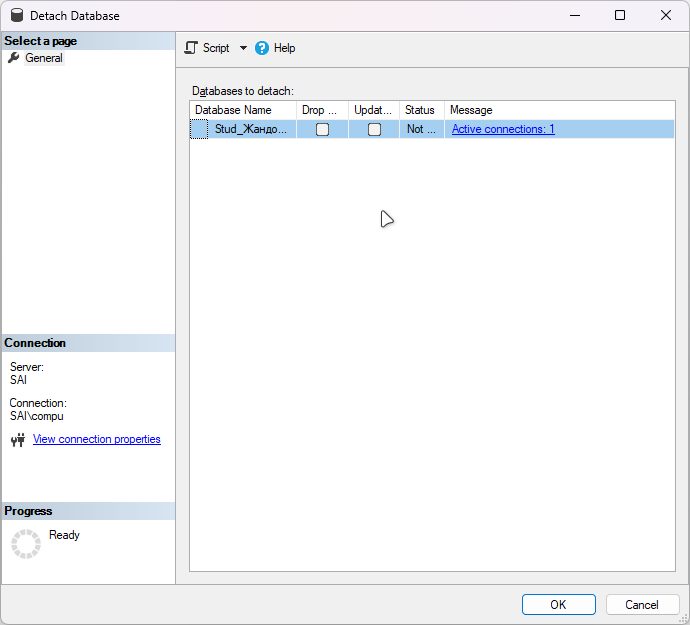 Detach Database
Select a page
General
Script
Help
Databases to detach:
Database Name Drop ... Updat... Status Message
Stud_Жандо... Not ... Active connections: 1
Connection
Server:
SAI
Connection:
SAI\compu
View connection properties
Progress
Ready
OK Cancel